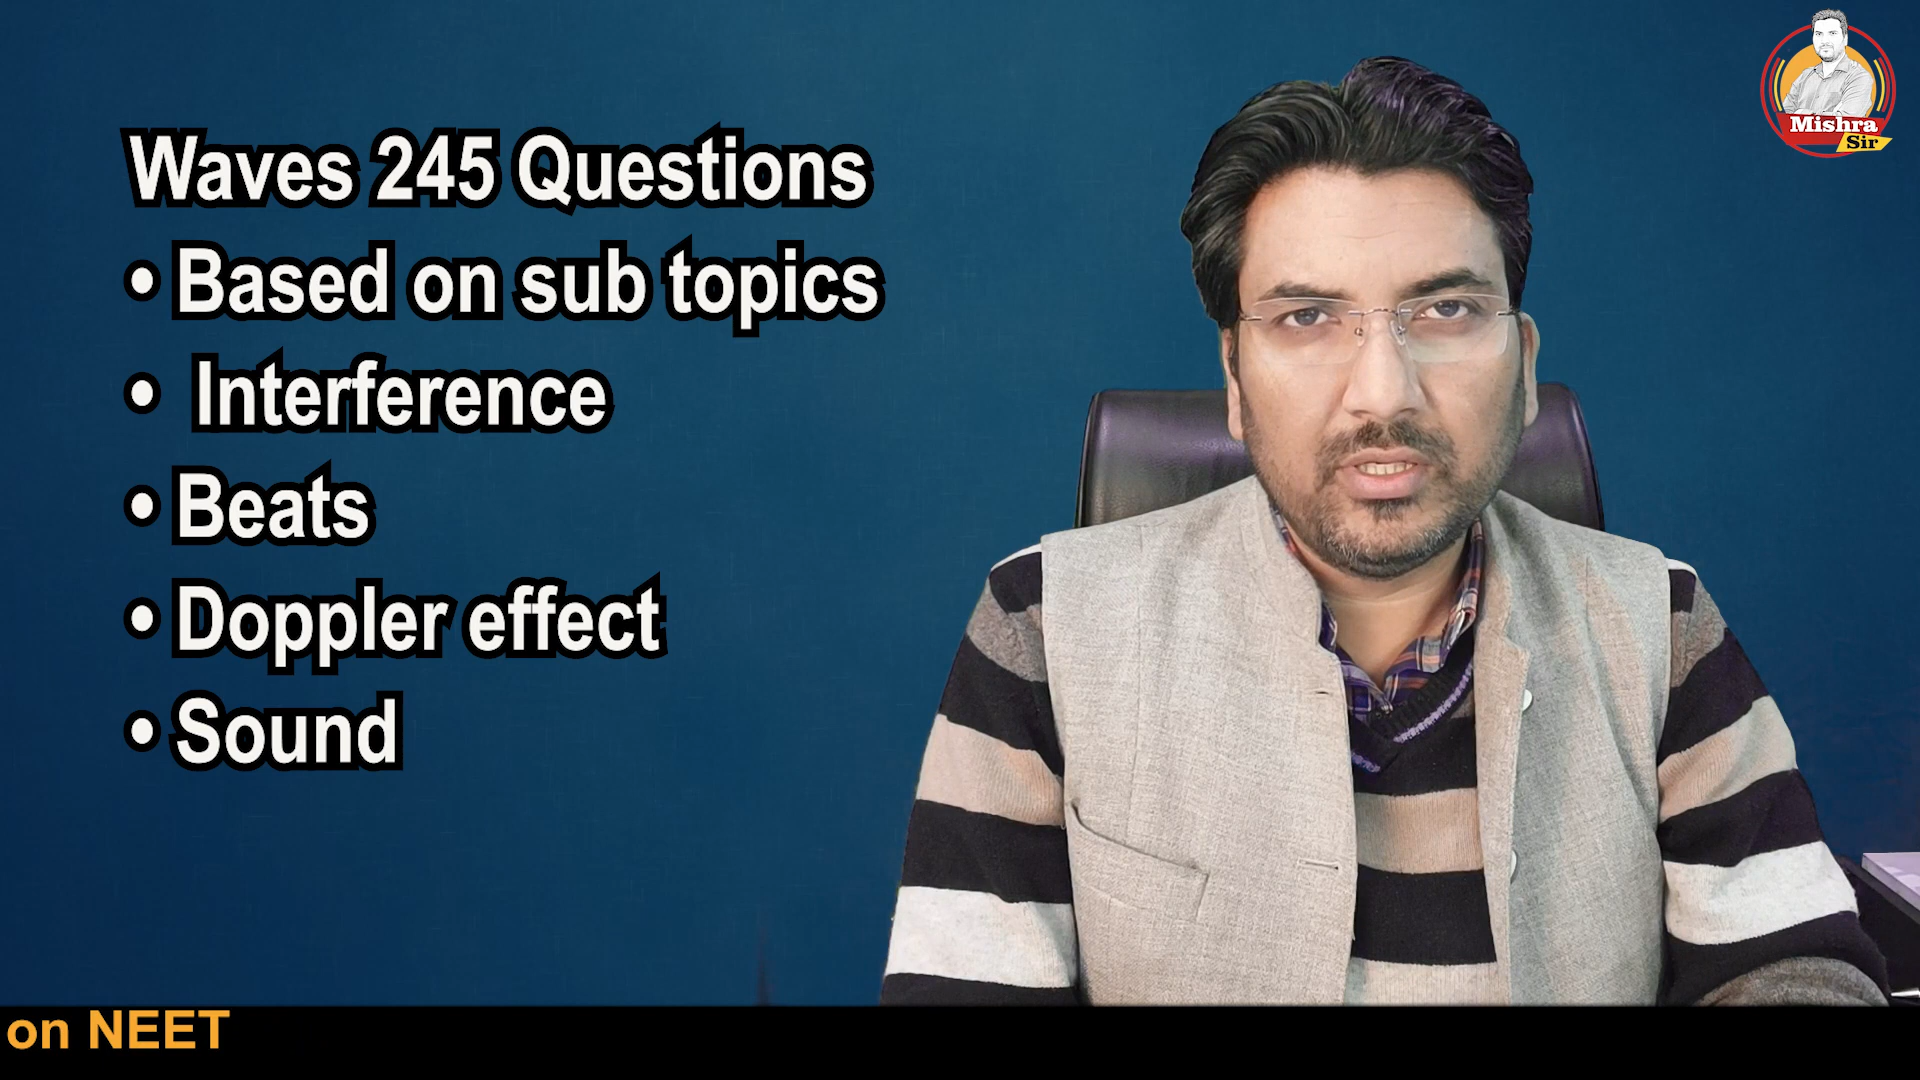 Waves 245 Questions
• Based on sub topics
• Interference
• Beats
• Doppler effect
• Sound
Mishra
Sir
on NEET